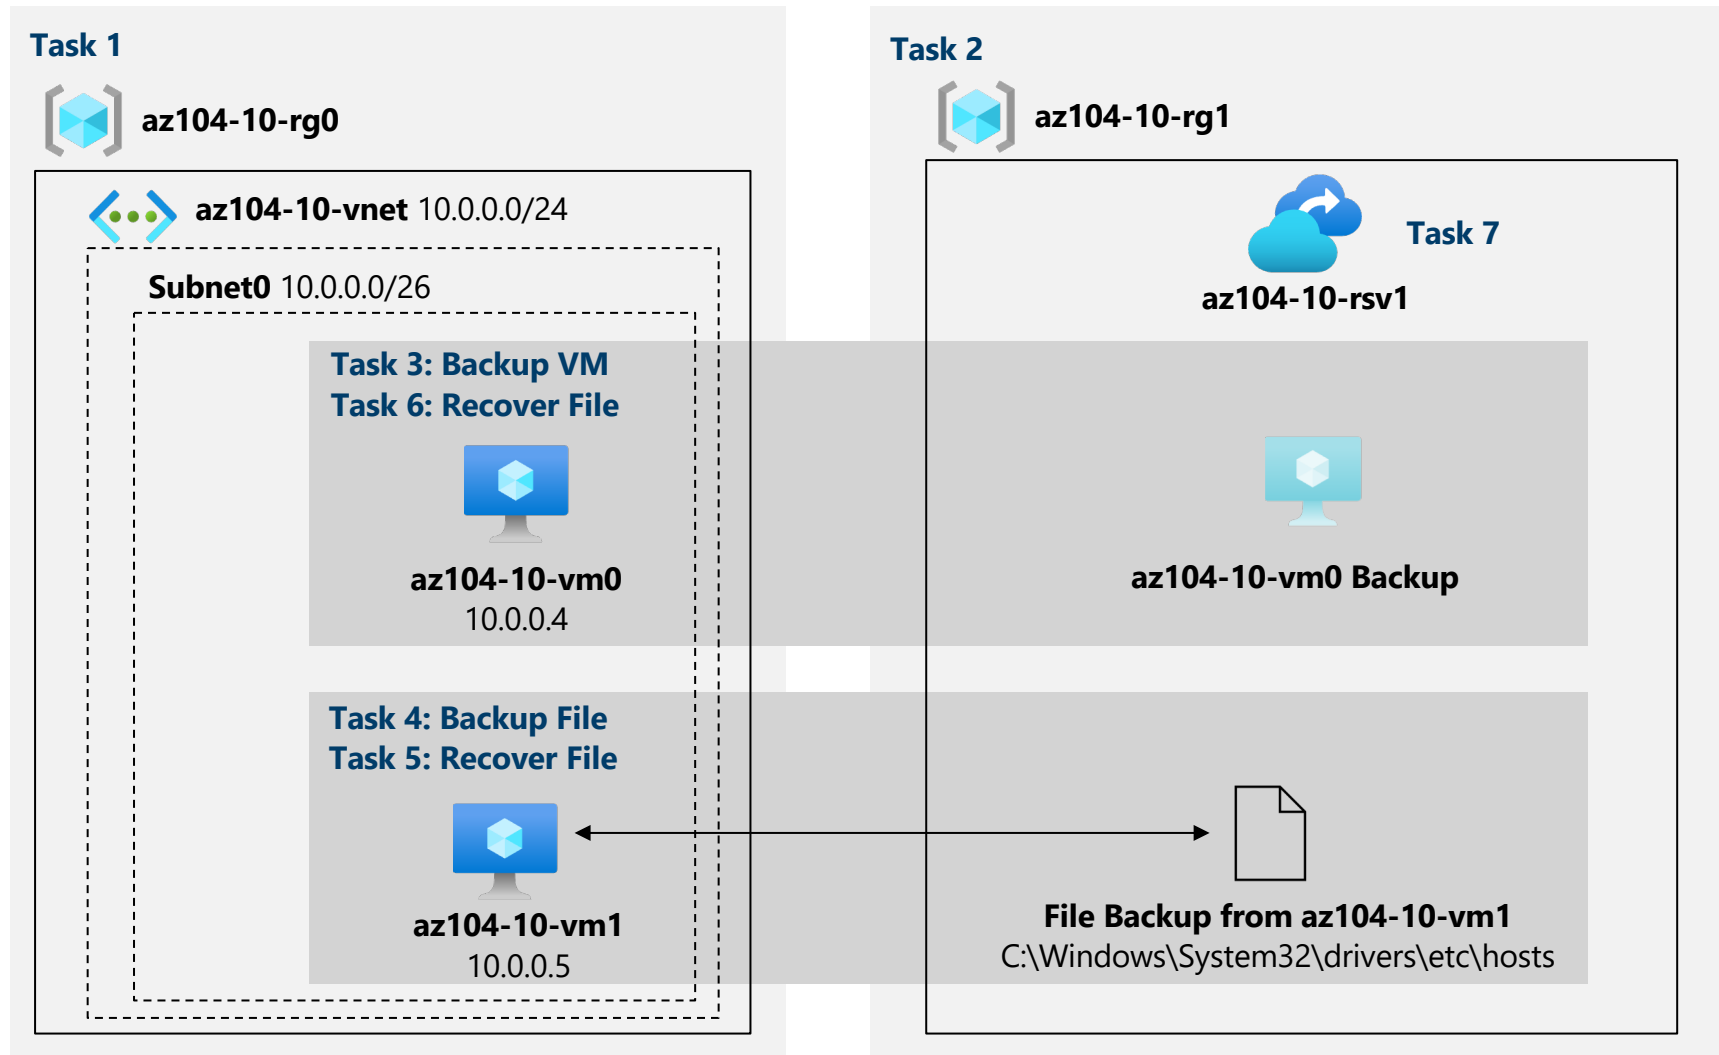 Task 1
az104-10-rg0
az104-10-vnet 10.0.0.0/24
Subnet0 10.0.0.0/26
Task 3: Backup VM
Task 6: Recover File
az104-10-vm0
10.0.0.4
Task 4: Backup File
Task 5: Recover File
az104-10-vm1
10.0.0.5
Task 2
az104-10-rg1
Task 7
az104-10-rsv1
az104-10-vm0 Backup
File Backup from az104-10-vm1
C:\Windows\System32\drivers\etc\hosts